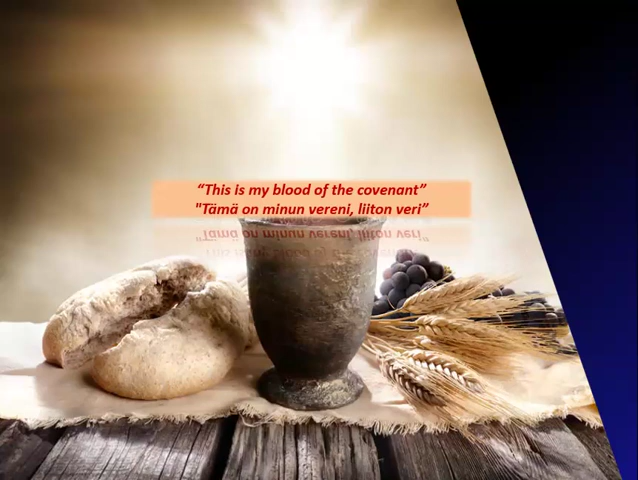 “This is my blood of the covenant”
"Tämä on minun vereni, liiton veri”